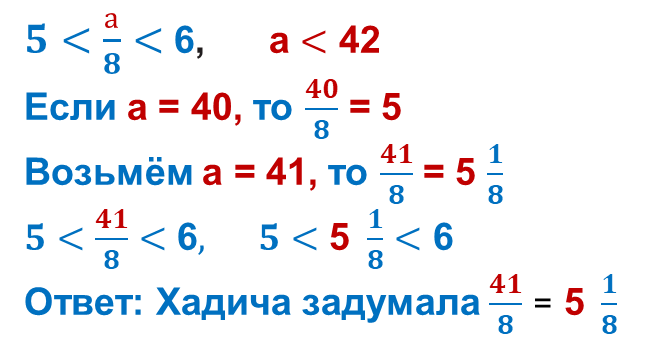 5 < а/8 < 6, а < 42
Если а = 40, то 40/8 = 5
Возьмём а = 41, то 41/8 = 5 1/8
5 < 41/8 < 6, 5 < 5 1/8 < 6
Ответ: Хадича задумала 41/8 = 5 1/8